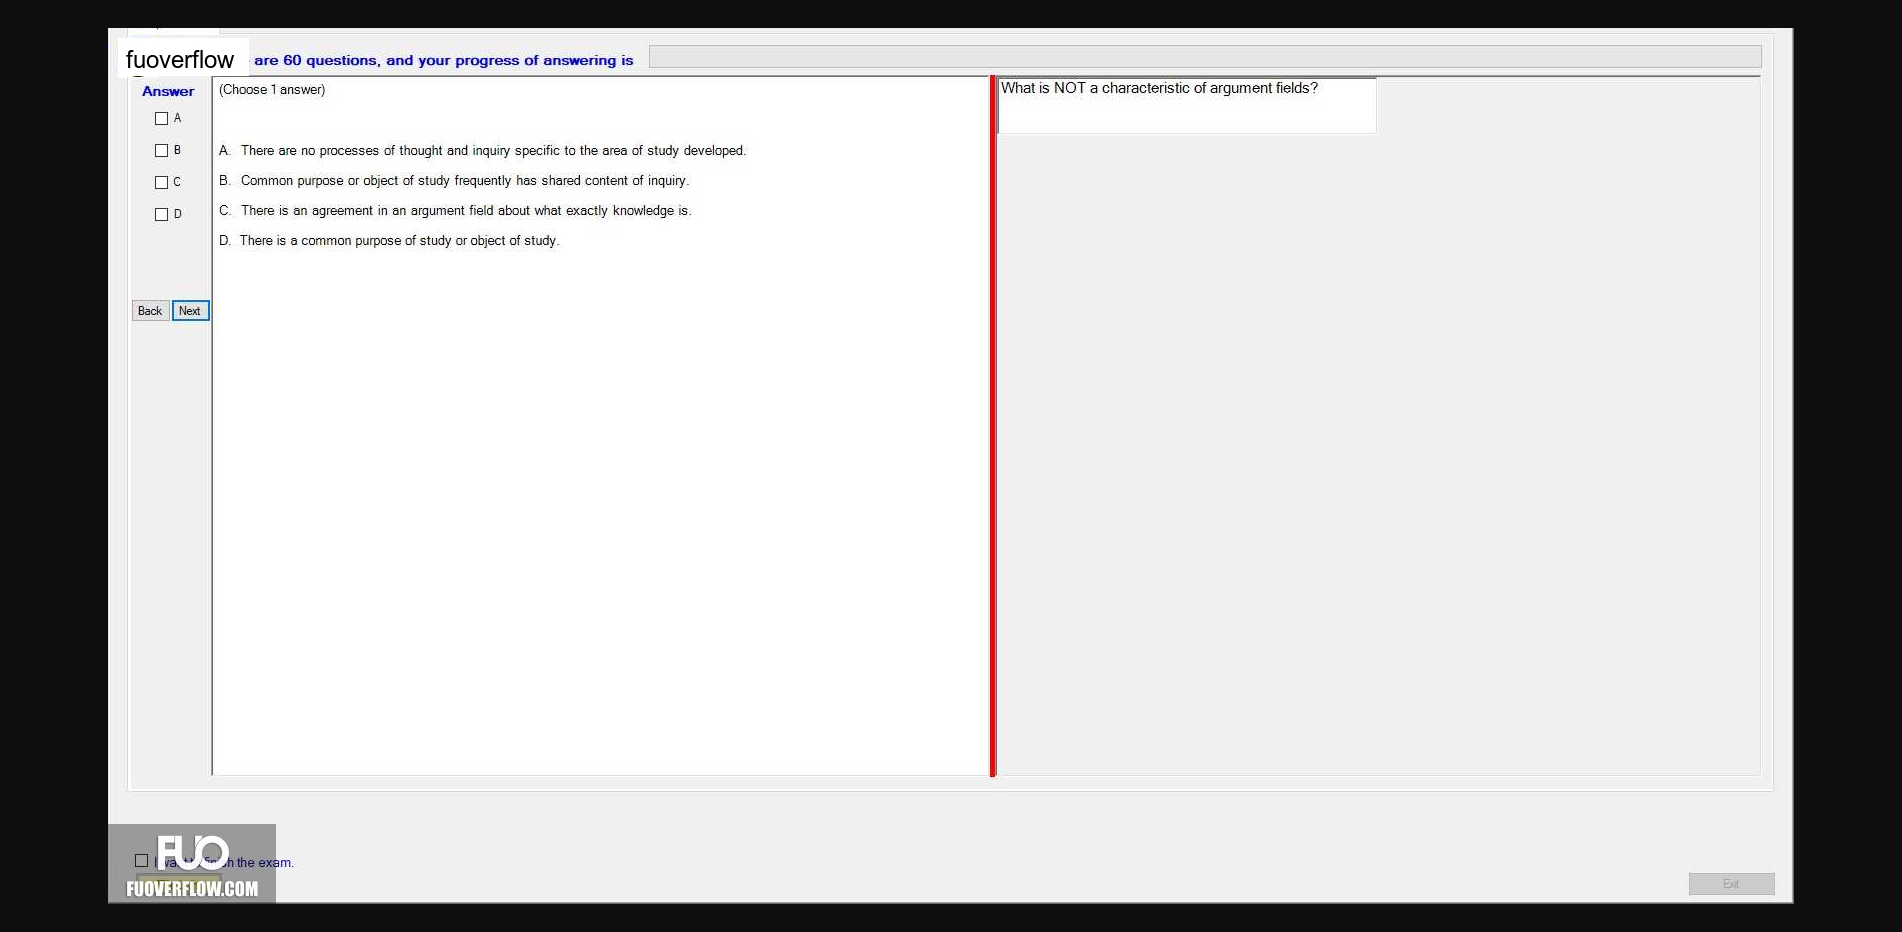 fuoverflow are 60 questions, and your progress of answering is
Answer
A
B
C
D
Back Next
(Choose 1 answer)
A. There are no processes of thought and inquiry specific to the area of study developed.
B. Common purpose or object of study frequently has shared content of inquiry.
C. There is an agreement in an argument field about what exactly knowledge is.
D. There is a common purpose of study or object of study.
What is NOT a characteristic of argument fields?
FUO
the exam.
FUOVERFLOW.COM
Exit